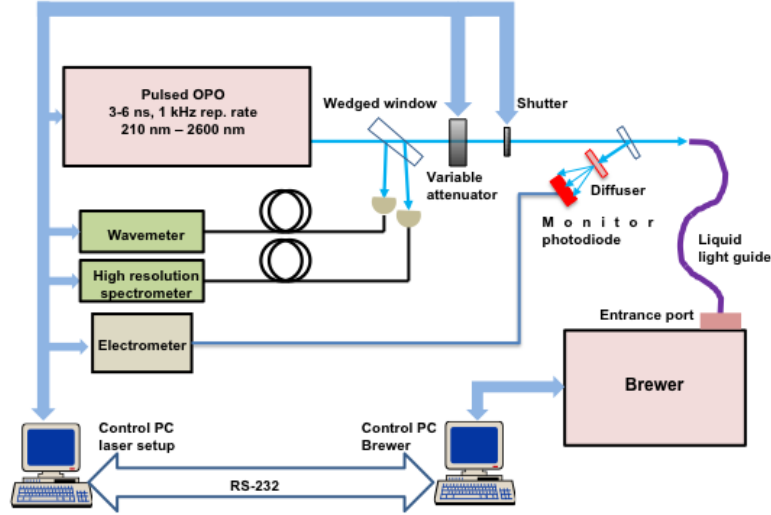 Pulsed OPO
3-6 ns, 1 kHz rep. rate
210 nm – 2600 nm
Wedged window
Shutter
Variable
attenuator
Diffuser
Monitor
photodiode
Wavemeter
High resolution
spectrometer
Liquid
light guide
Entrance port
Electrometer
Brewer
Control PC
laser setup
Control PC
Brewer
RS-232